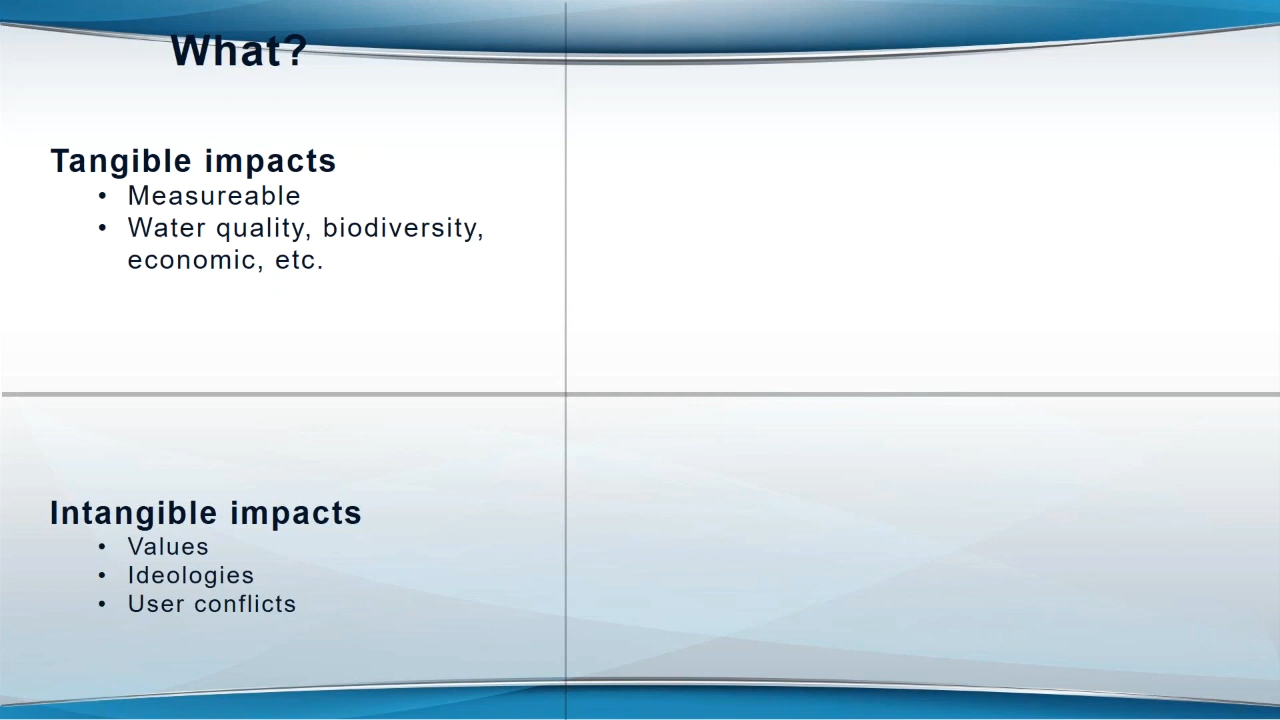 What?
Tangible impacts
• Measureable
• Water quality, biodiversity,
economic, etc.
Intangible impacts
• Values
• Ideologies
• User conflicts